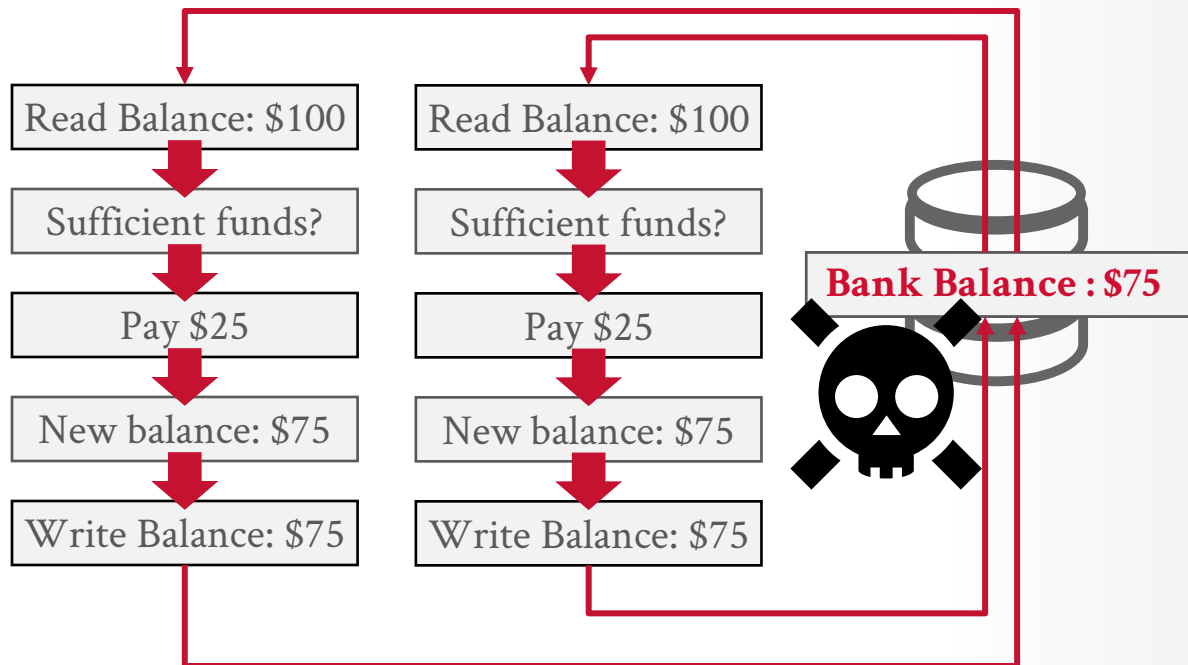 Read Balance: $100
Sufficient funds?
Pay $25
New balance: $75
Write Balance: $75
Read Balance: $100
Sufficient funds?
Pay $25
New balance: $75
Write Balance: $75
Bank Balance : $75